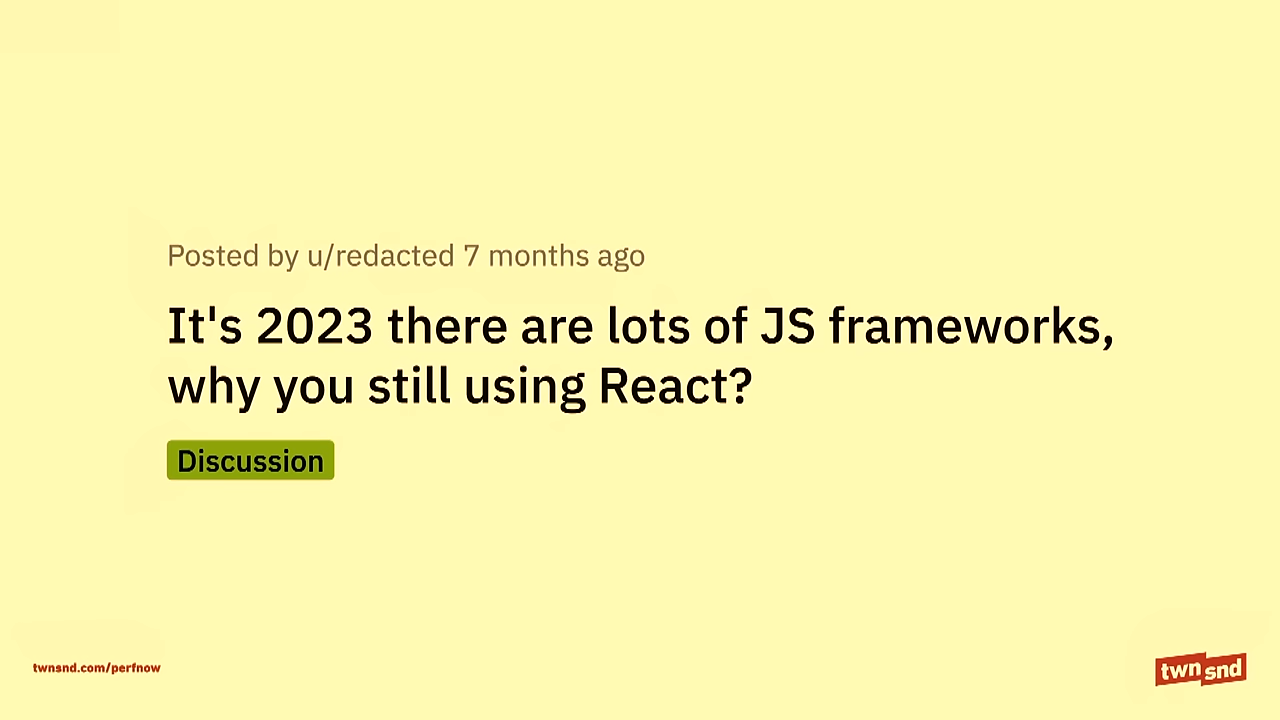 Posted by u/redacted 7 months ago
It's 2023 there are lots of JS frameworks,
why you still using React?
Discussion
twnsnd.com/perfnow
twn snd